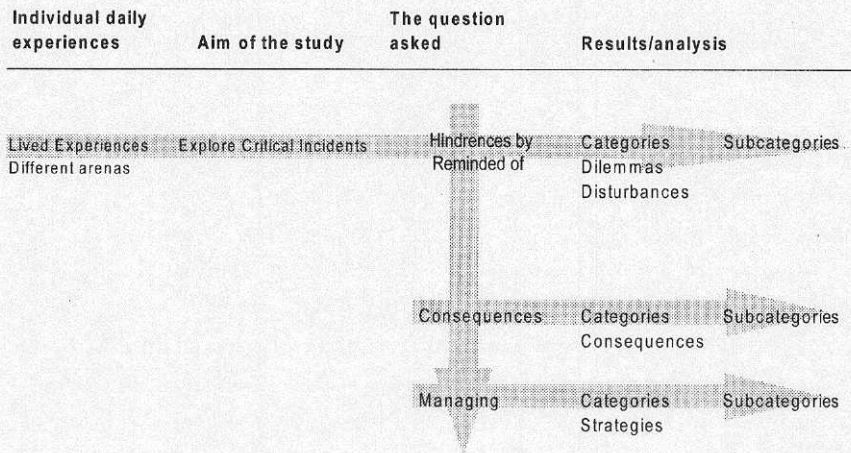 Individual daily experiences
Aim of the study
The question asked
Results/analysis
Lived Experiences
Different arenas
Explore Critical Incidents
Hindrences by
Reminded of
Categories
Dilemmas
Disturbances
Subcategories
Consequences
Categories
Consequences
Subcategories
Managing
Categories
Strategies
Subcategories